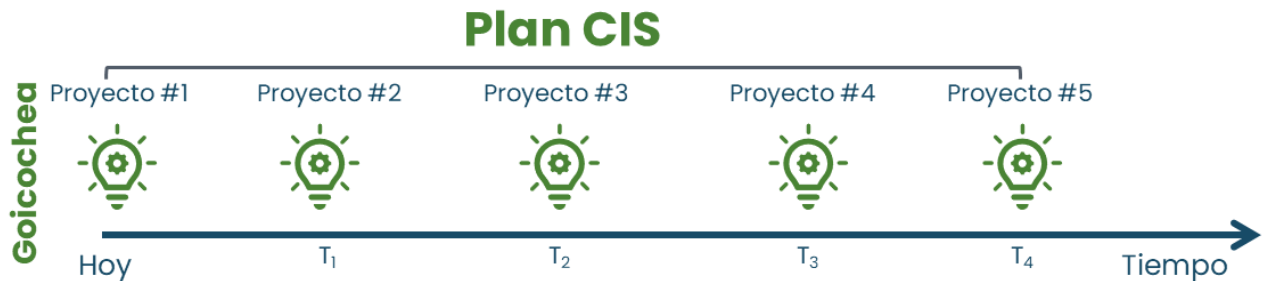 Plan CIS
Goicochea
Proyecto #1 Proyecto #2 Proyecto #3 Proyecto #4 Proyecto #5
Hoy T₁ T₂ T₃ T₄ Tiempo